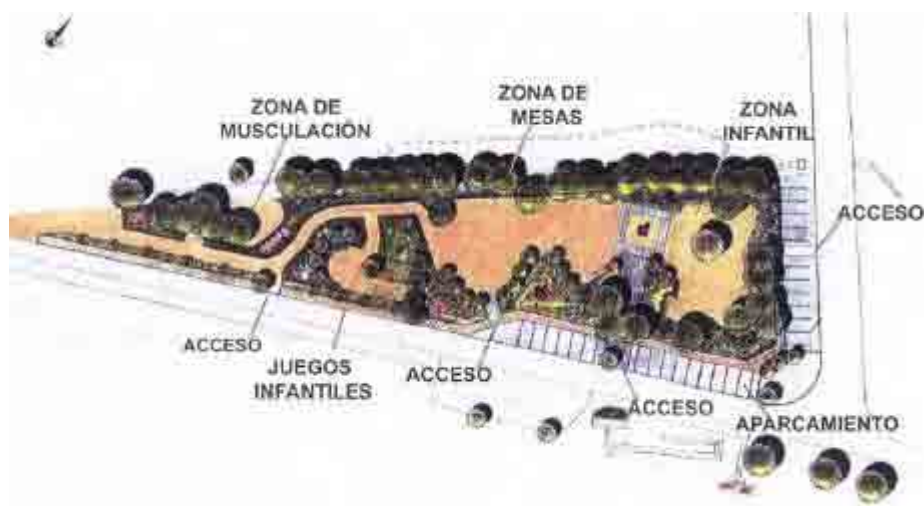 ZONA DE
MUSCULACIÓN
ZONA DE
MESAS
ZONA
INFANTIL
ACCESO
ACCESO
JUEGOS
INFANTILES
ACCESO
ACCESO
APARCAMIENTO